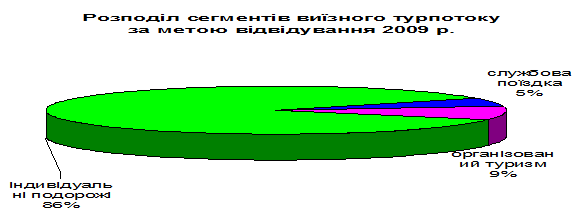 Розподіл сегментів виїзного турпотоку
за метою відвідування 2009 р.
службова
поїздка
5%
організован
ий туризм
9%
індивідуаль
ні подорожі
86%